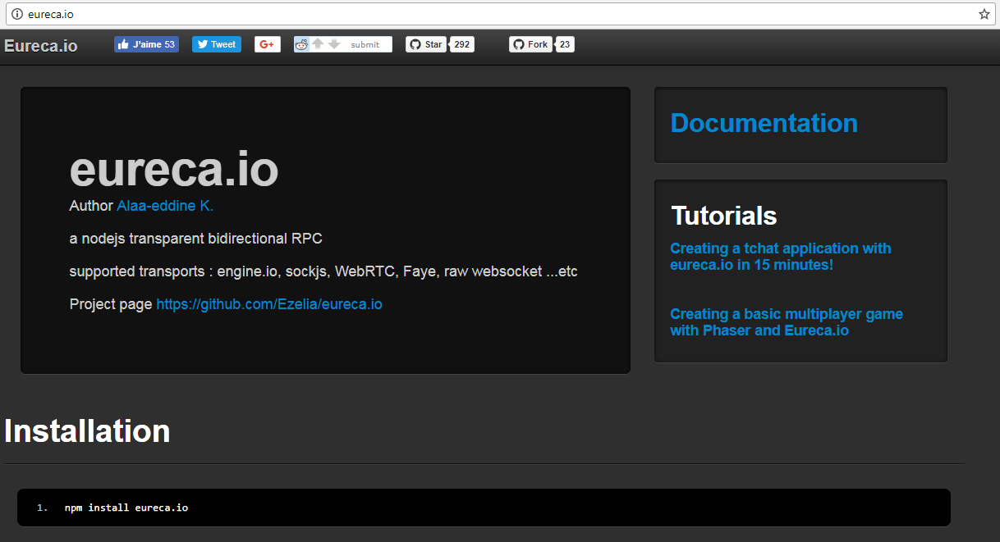 eureca.io
Eureca.io
J'aime 53
Tweet
G+
submit
Star 292
Fork 23
eureca.io
Author Alaa-eddine K.
a nodejs transparent bidirectional RPC
supported transports : engine.io, sockjs, WebRTC, Faye, raw websocket ...etc
Project page https://github.com/Ezelia/eureca.io
Documentation
Tutorials
Creating a tchat application with
eureca.io in 15 minutes!
Creating a basic multiplayer game
with Phaser and Eureca.io
Installation
1. npm install eureca.io